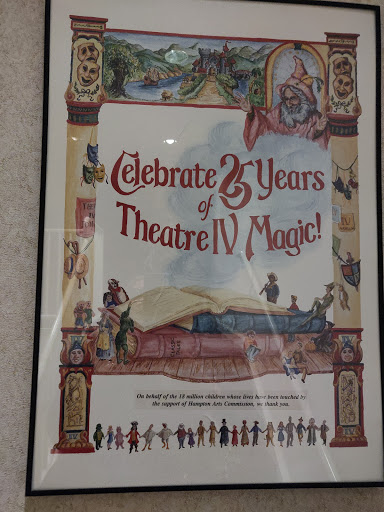 Celebrate 25 Years
of
Theatre IV Magic!
On behalf of the 18 million children whose lives have been touched by
the support of Hampton Arts Commission, we thank you.